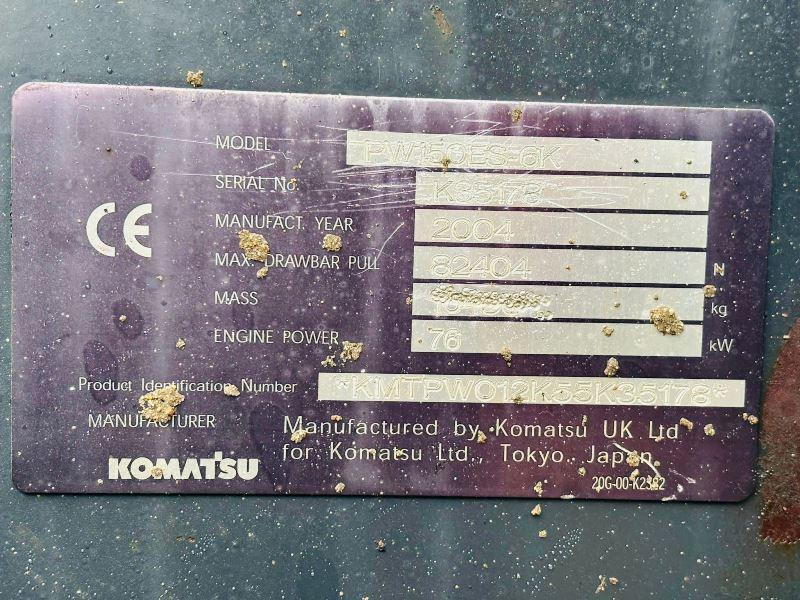 MODEL PW150ES-6K
SERIAL No. K35178
MANUFACT. YEAR 2004
CE
MAX. DRAWBAR PULL 82404 N
MASS kg
ENGINE POWER 76 kW
Product Identification Number *KMTPW012K55K35178*
MANUFACTURER Manufactured by Komatsu UK Ltd
for Komatsu Ltd., Tokyo, Japan.
KOMATSU
20G-00-K2382